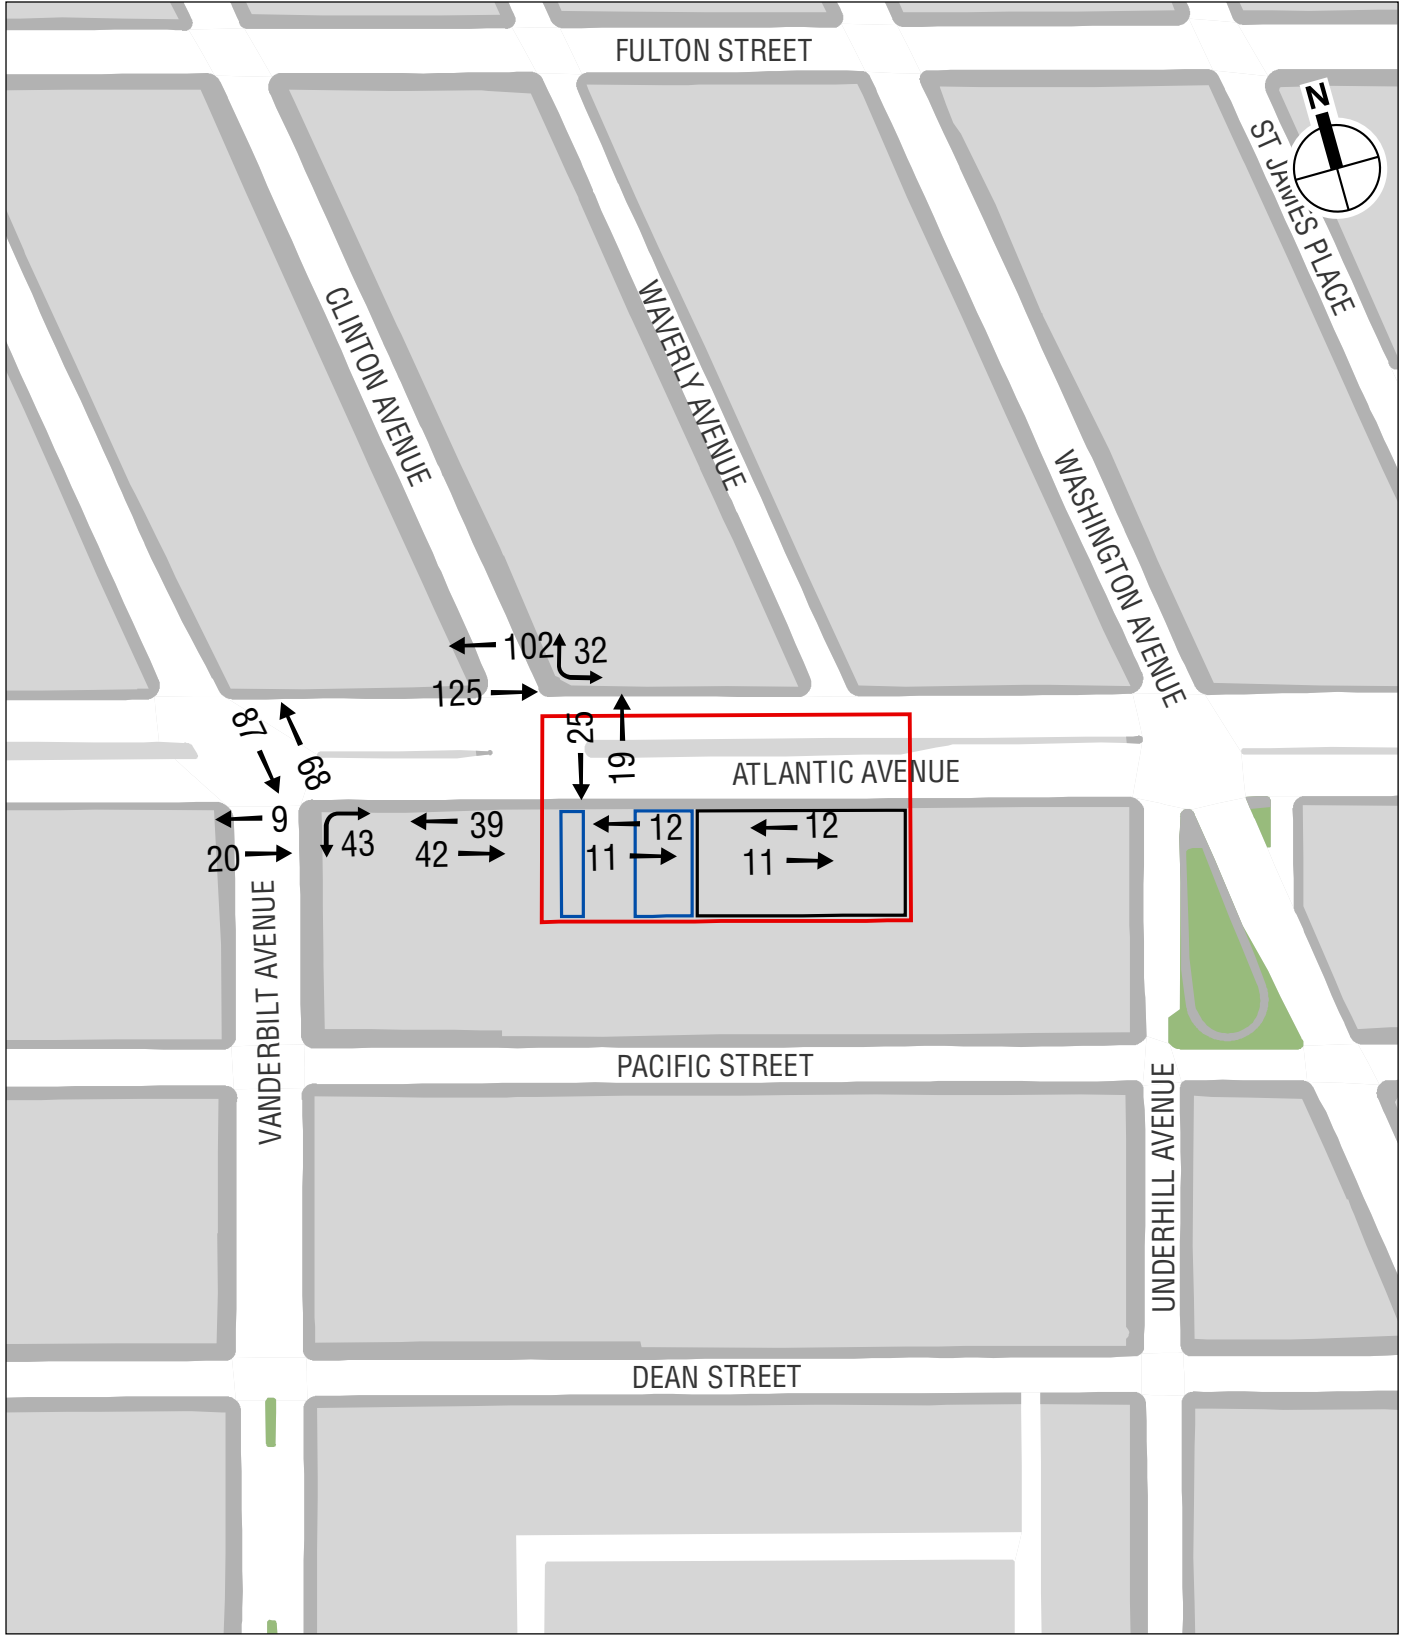 FULTON STREET
N
ST JAMES PLACE
CLINTON AVENUE
WAVERLY AVENUE
WASHINGTON AVENUE
102
32
125
87
68
25
19
ATLANTIC AVENUE
9
20
43
39
42
12
11
12
11
VANDERBILT AVENUE
PACIFIC STREET
UNDERHILL AVENUE
DEAN STREET